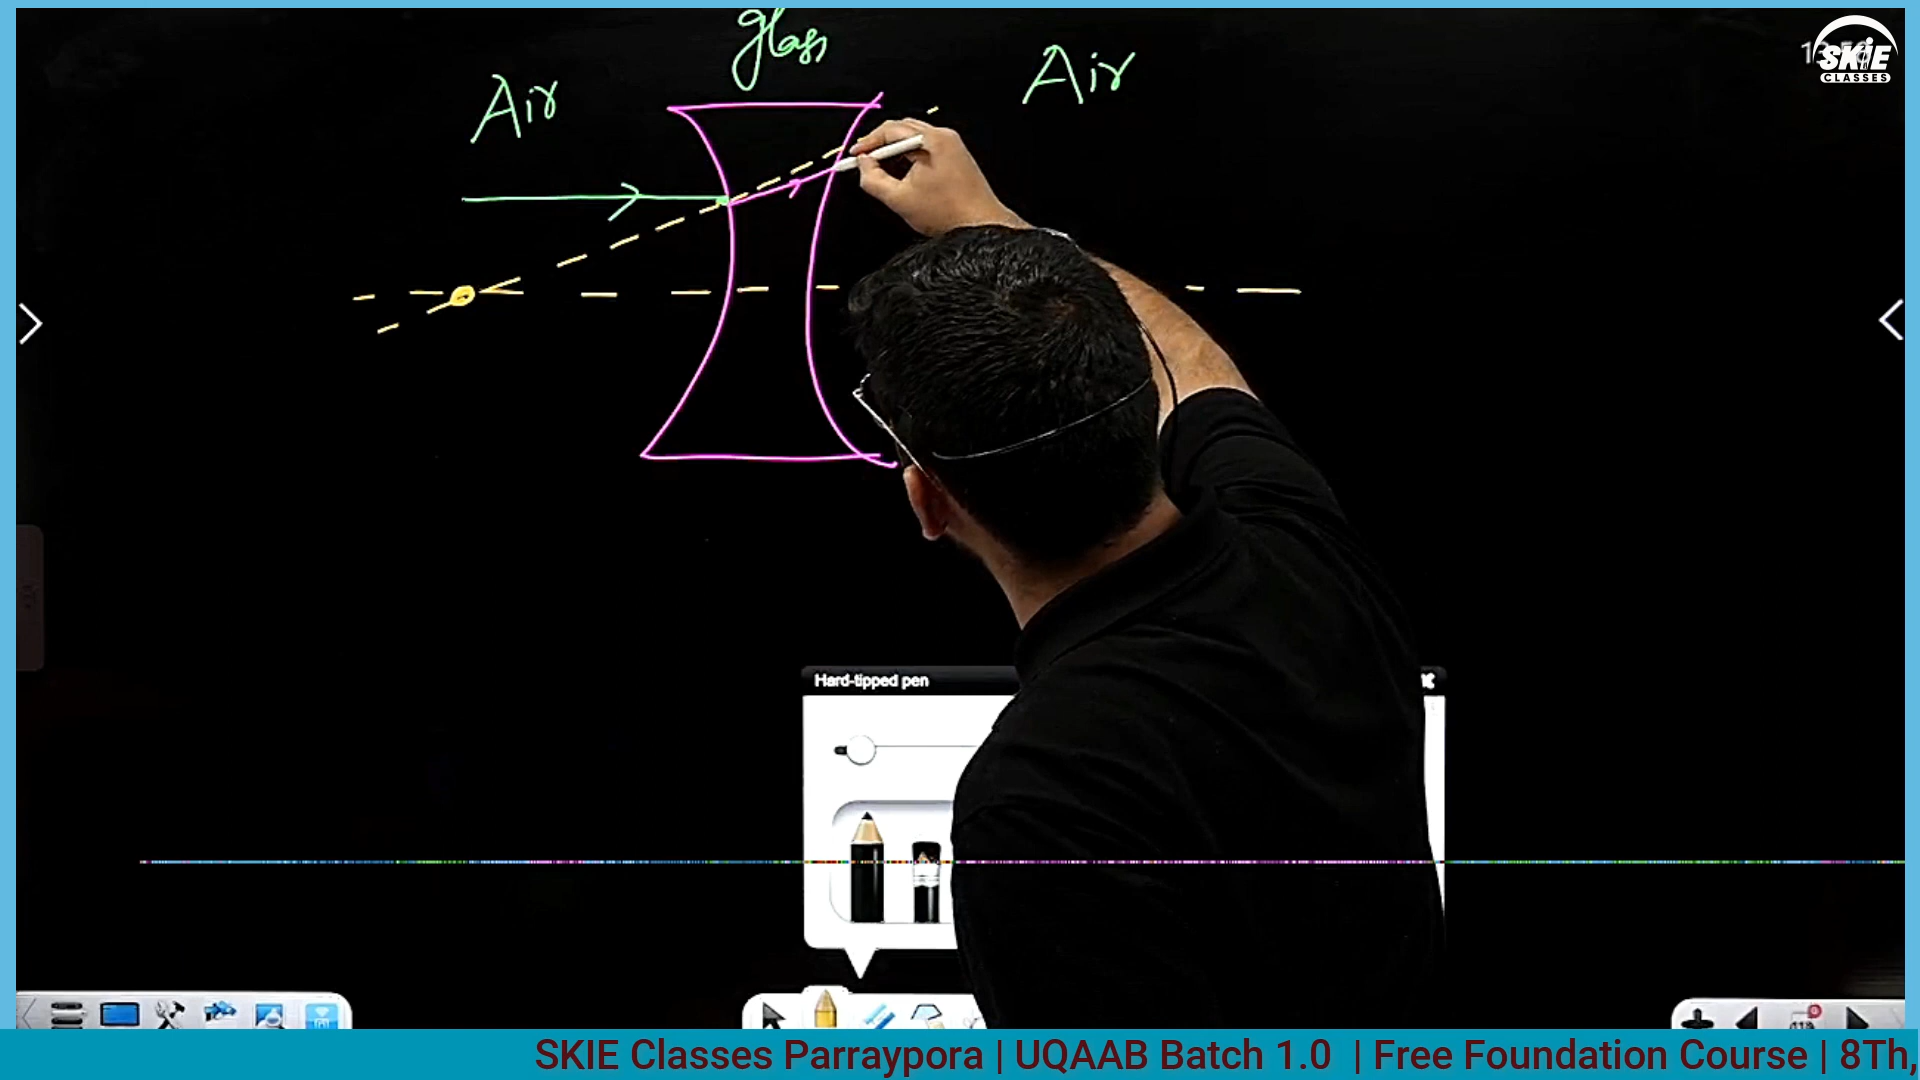 glass
Air
Air
SKIE
CLASSES
Hard-tipped pen
SKIE Classes Parraypora | UQAAB Batch 1.0 | Free Foundation Course | 8Th,